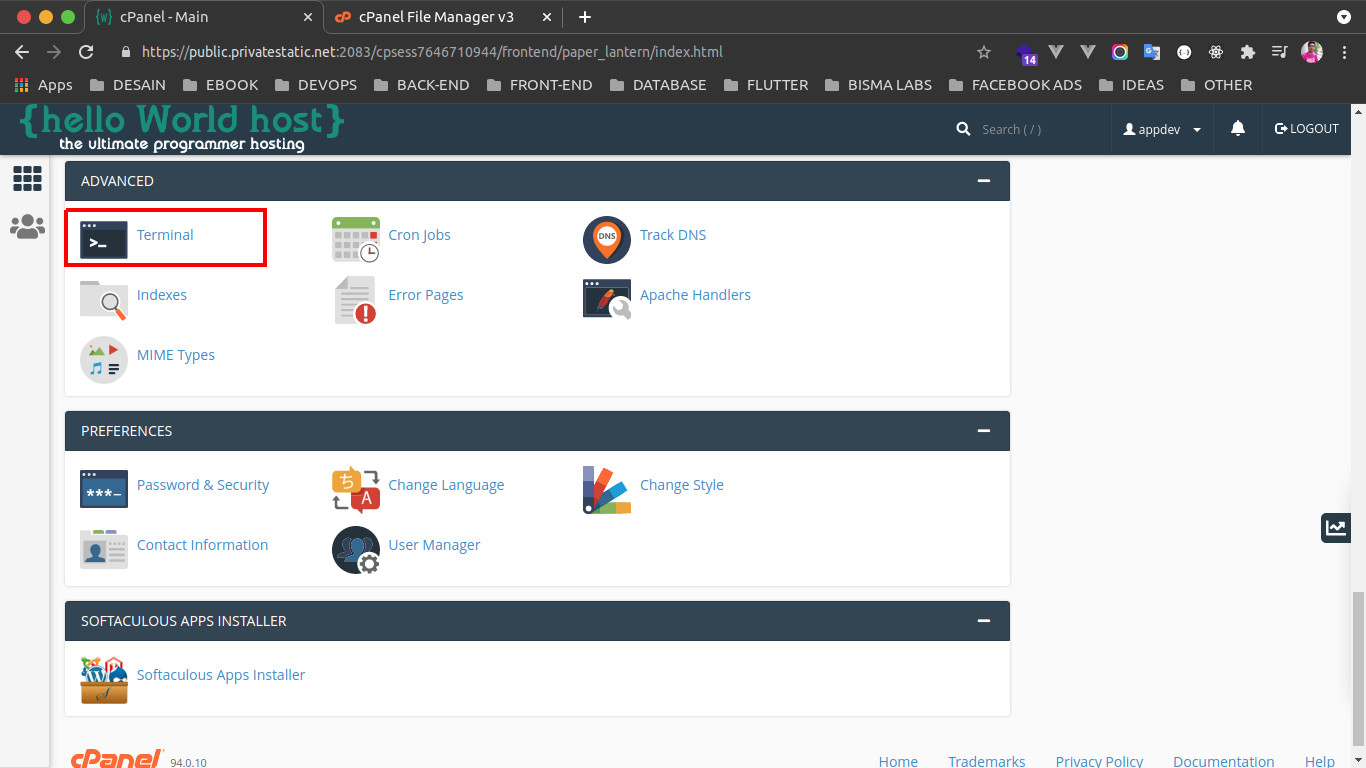 cPanel - Main
cPanel File Manager v3
https://public.privatestatic.net:2083/cpsess7646710944/frontend/paper_lantern/index.html
14
Apps DESAIN EBOOK DEVOPS BACK-END FRONT-END DATABASE FLUTTER BISMA LABS FACEBOOK ADS IDEAS OTHER
{hello World host}
the ultimate programmer hosting
Search ( / )
appdev
LOGOUT
ADVANCED
Terminal
Cron Jobs
DNS
Track DNS
Indexes
Error Pages
Apache Handlers
MIME Types
PREFERENCES
Password & Security
ち
A
Change Language
Change Style
Contact Information
User Manager
SOFTACULOUS APPS INSTALLER
Softaculous Apps Installer
cPanel 94.0.10
Home Trademarks Privacy Policy Documentation Help